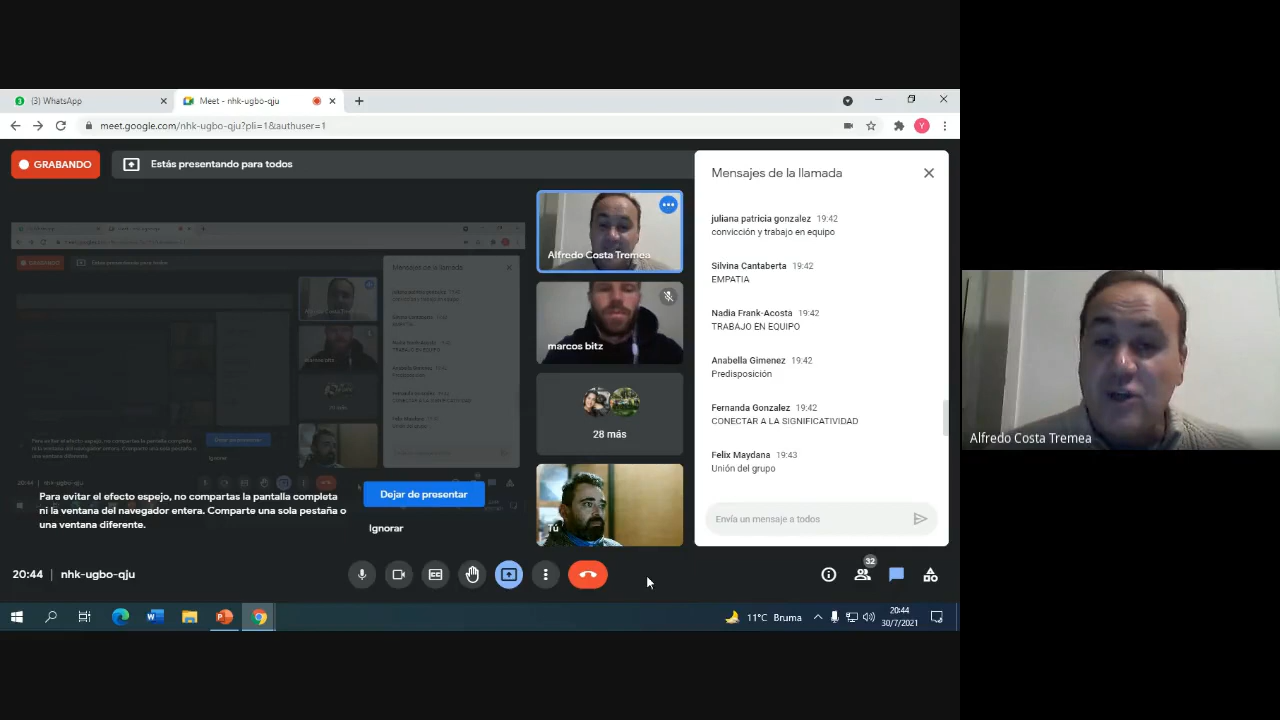 (3) WhatsApp
Meet - nhk-ugbo-qju
meet.google.com/nhk-ugbo-qju?pli=1&authuser=1
Y
GRABANDO
Estás presentando para todos
Mensajes de la llamada
juliana patricia gonzalez 19:42
convicción y trabajo en equipo
Silvina Cantaberta 19:42
EMPATIA
Nadia Frank-Acosta 19:42
TRABAJO EN EQUIPO
Anabella Gimenez 19:42
Predisposición
Fernanda Gonzalez 19:42
CONECTAR A LA SIGNIFICATIVIDAD
Felix Maydana 19:43
Unión del grupo
Envía un mensaje a todos
Alfredo Costa Tremea
marcos bitz
28 más
Tú
Para evitar el efecto espejo, no compartas la pantalla completa
ni la ventana del navegador entera. Comparte una sola pestaña o
una ventana diferente.
Dejar de presentar
Ignorar
20:44 | nhk-ugbo-qju
32
11°C Bruma
20:44
30/7/2021
Alfredo Costa Tremea